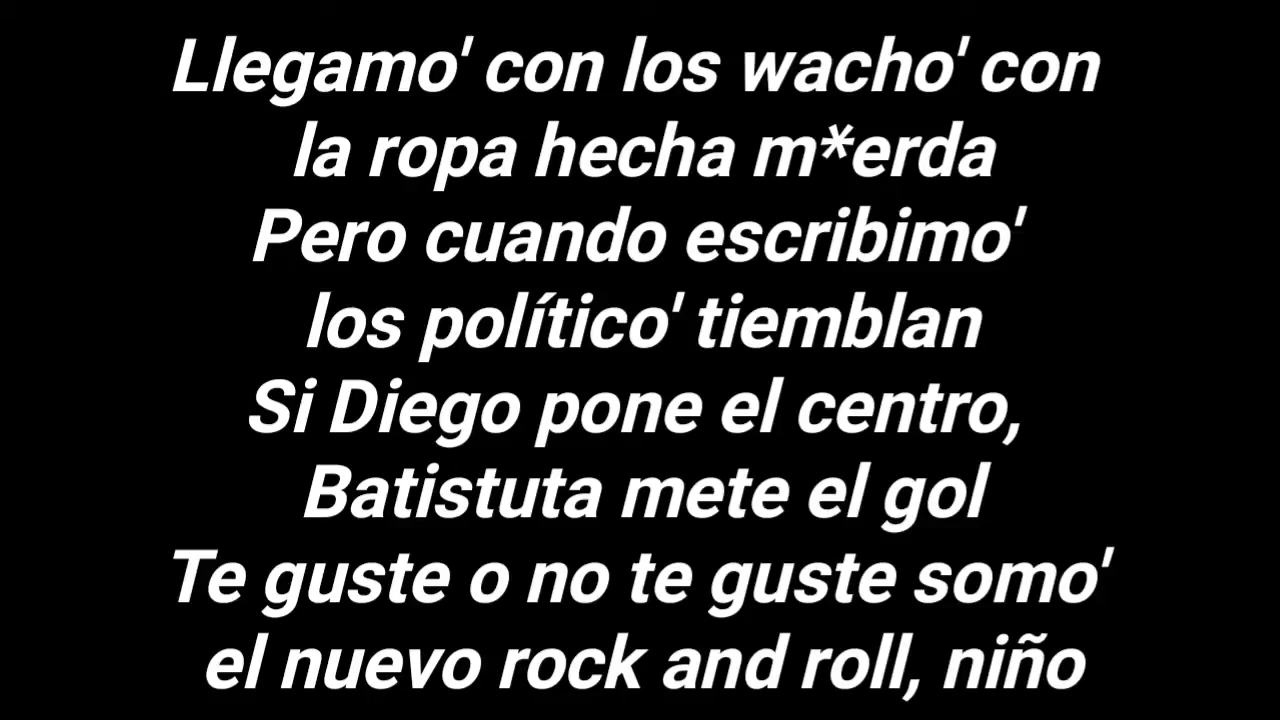 Llegamo' con los wacho' con
la ropa hecha m*erda
Pero cuando escribimo'
los político' tiemblan
Si Diego pone el centro,
Batistuta mete el gol
Te guste o no te guste somo'
el nuevo rock and roll, niño